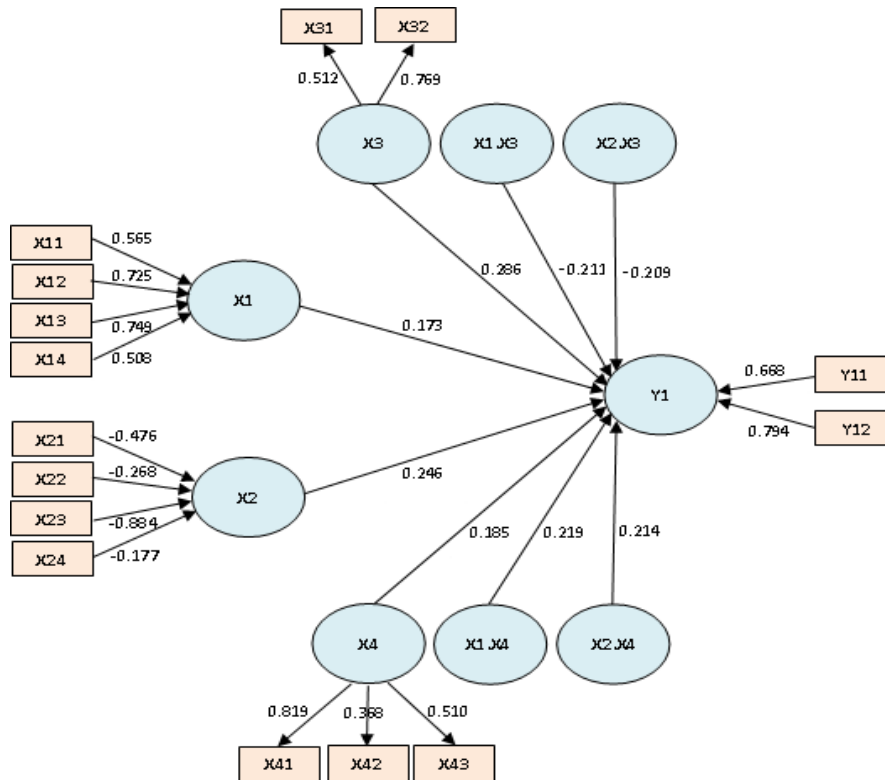 X31
X32
0.512
0.769
X3
X1.X3
X2.X3
X11
0.565
X12
0.725
X13
0.749
X14
0.508
X1
0.286
-0.211
-0.209
0.173
Y1
0.668
Y11
0.794
Y12
X21
-0.476
X22
-0.268
X23
-0.884
X24
-0.177
X2
0.246
0.185
0.219
0.214
X4
X1.X4
X2.X4
0.819
0.368
0.510
X41
X42
X43